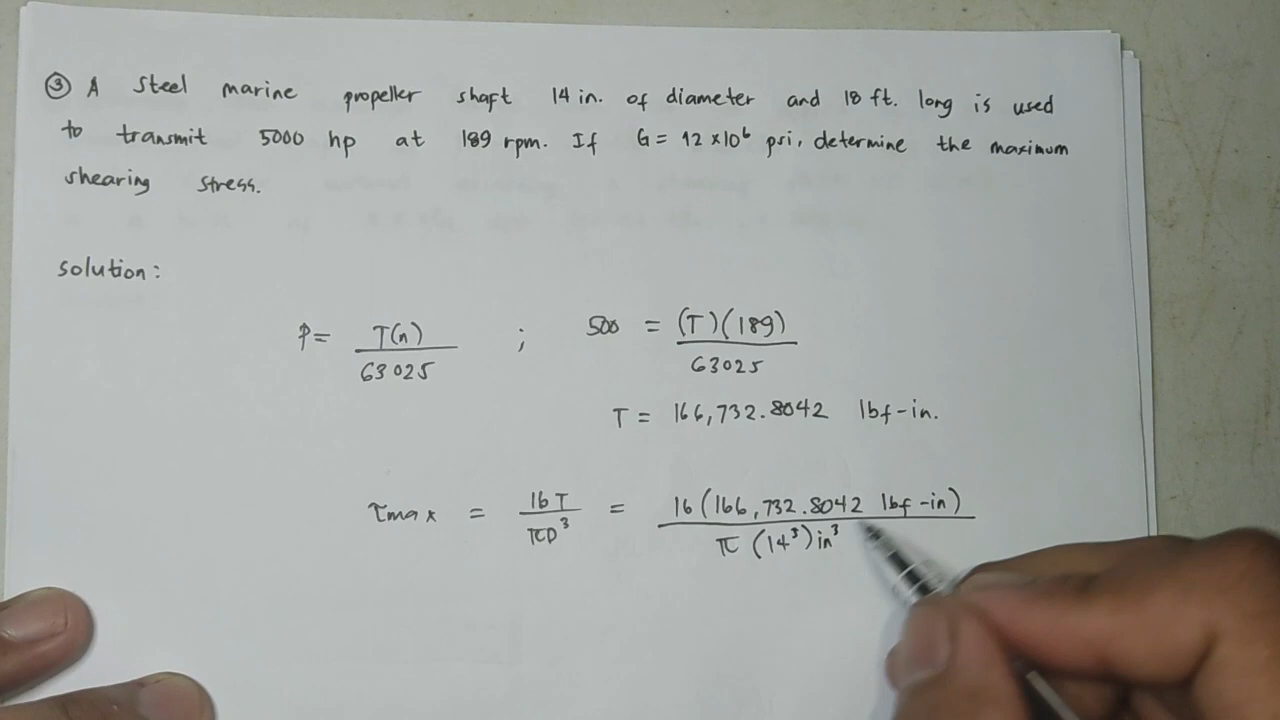 ③ A steel marine propeller shaft 14 in. of diameter and 18 ft. long is used
to transmit 5000 hp at 189 rpm. If G = 12 x10⁶ psi, determine the maximum
shearing stress.
solution:
P = T(n) / 63025 ; 500 = (T)(189) / 63025
T = 166,732.8042 lbf-in.
τmax = 16T / πD³ = 16(166,732.8042 lbf-in) / π(14³)in³